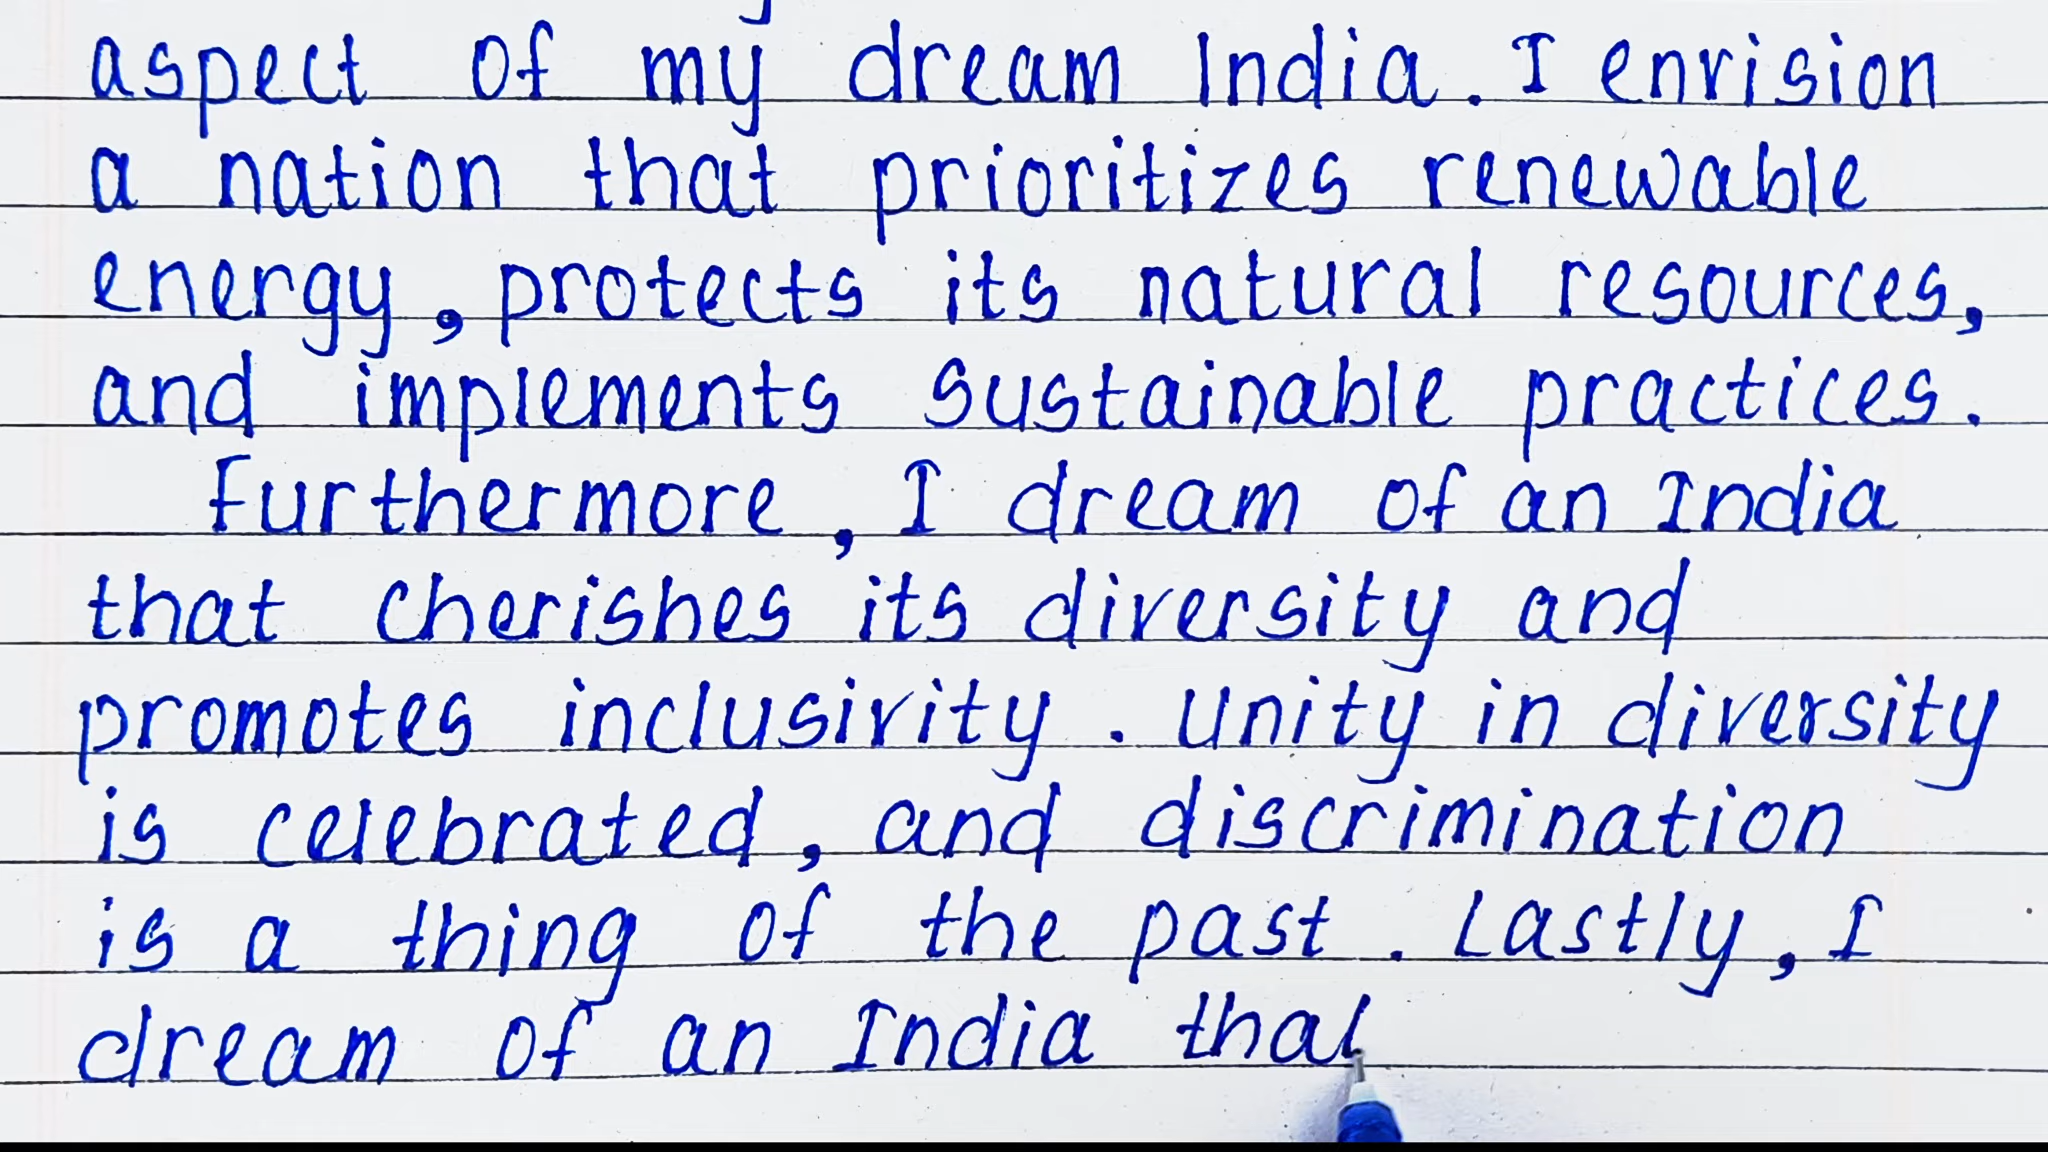 aspect of my dream India. I envision
a nation that prioritizes renewable
energy, protects its natural resources,
and implements sustainable practices.
Furthermore, I dream of an India
that cherishes its diversity and
promotes inclusivity. Unity in diversity
is celebrated, and discrimination
is a thing of the past. Lastly, I
dream of an India that